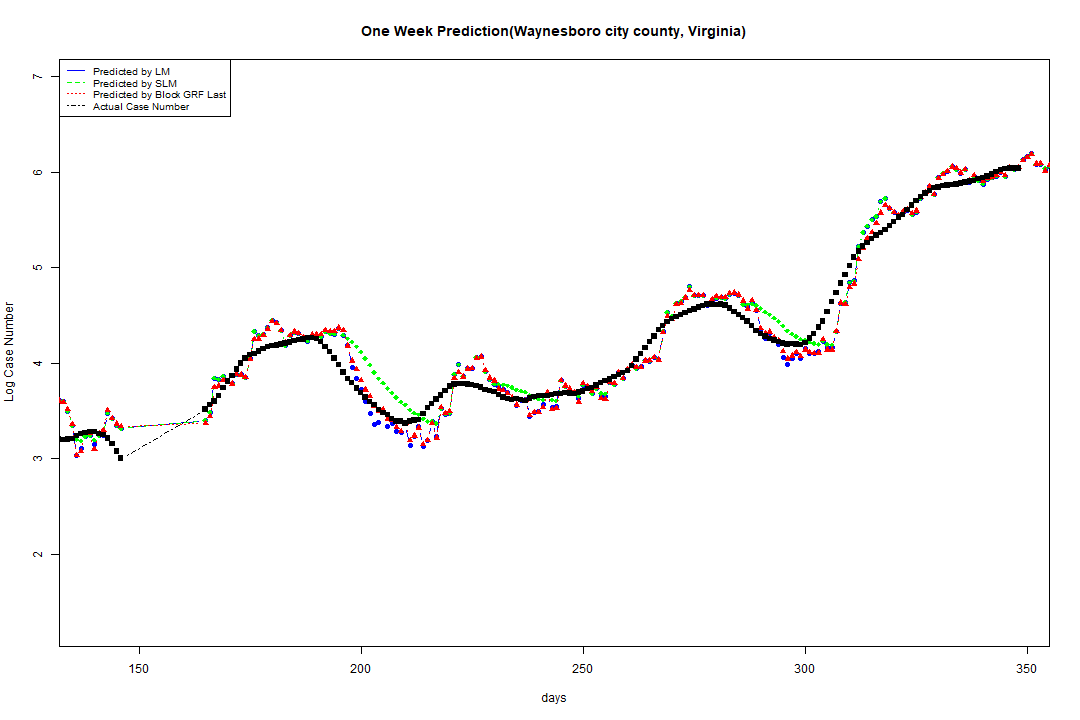 One Week Prediction(Waynesboro city county, Virginia)
Predicted by LM
Predicted by SLM
Predicted by Block GRF Last
Actual Case Number
7
6
5
4
3
2
Log Case Number
150 200 250 300 350
days